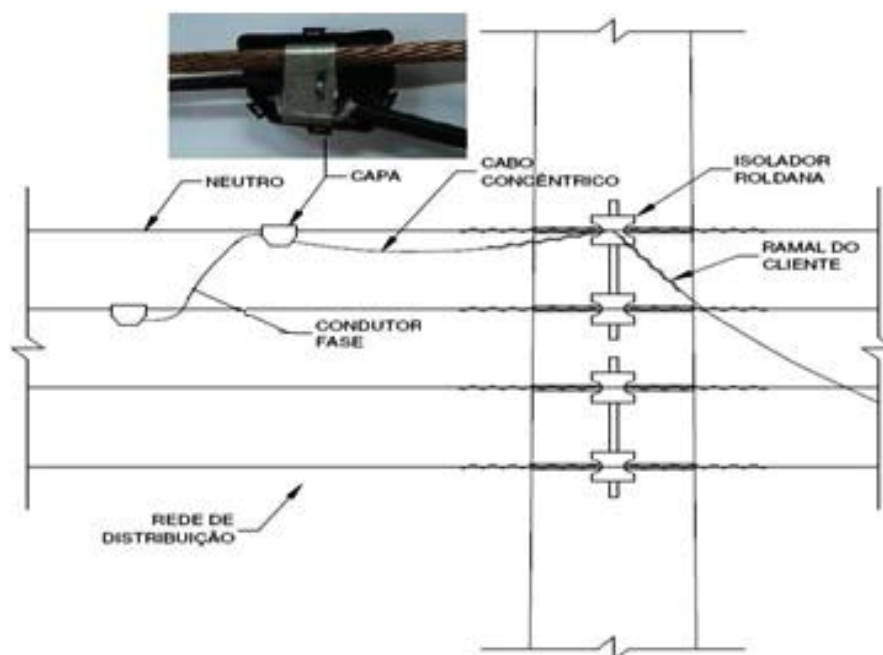 NEUTRO
CAPA
CABO
CONCÊNTRICO
ISOLADOR
ROLDANA
RAMAL DO
CLIENTE
CONDUTOR
FASE
REDE DE
DISTRIBUIÇÃO